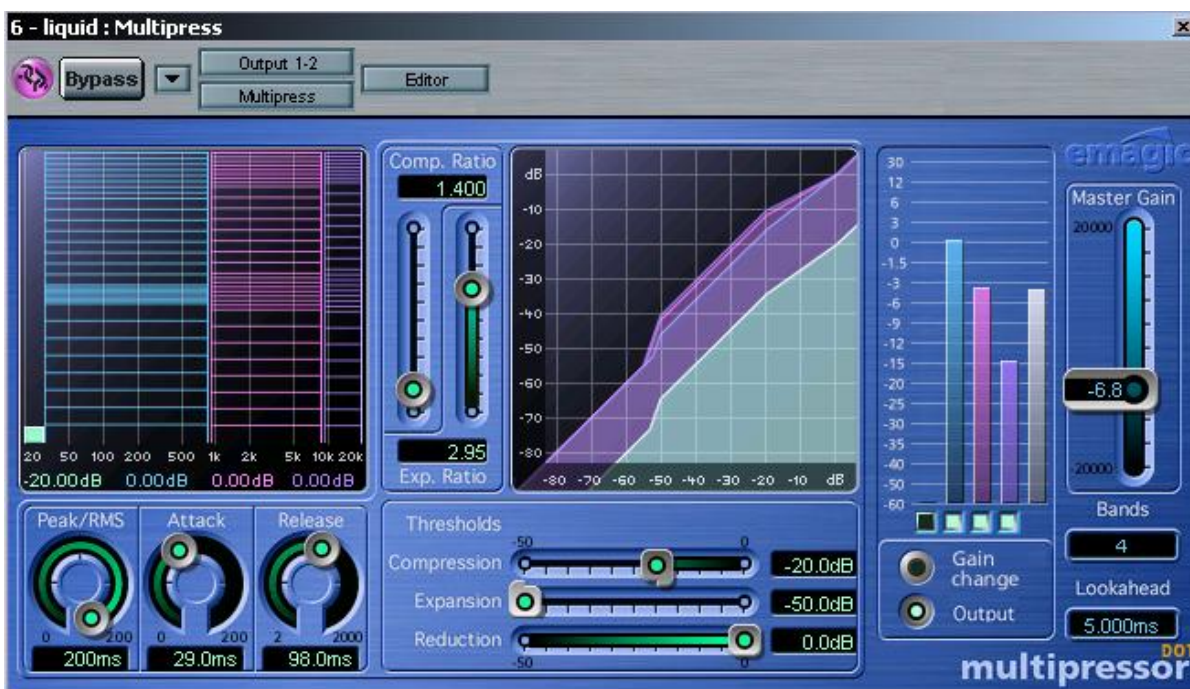 6 - liquid : Multipress
Bypass
Output 1-2
Multipress
Editor
emagic
20 50 100 200 500 1k 2k 5k 10k 20k
-20.00dB 0.00dB 0.00dB 0.00dB
Comp. Ratio
1.400
2.95
Exp. Ratio
dB
-10
-20
-30
-40
-50
-60
-70
-80
-80 -70 -60 -50 -40 -30 -20 -10 dB
30
12
6
3
0
-1.5
-3
-6
-9
-12
-15
-20
-25
-30
-35
-40
-50
-60
Master Gain
20000
-6.8
20000
Bands
4
Lookahead
5.000ms
Peak/RMS
0 200
200ms
Attack
0 200
29.0ms
Release
2 2000
98.0ms
Thresholds
-50 0
Compression
-20.0dB
Expansion
-50.0dB
Reduction
0.0dB
-50 0
Gain change
Output
DOT
multipressor